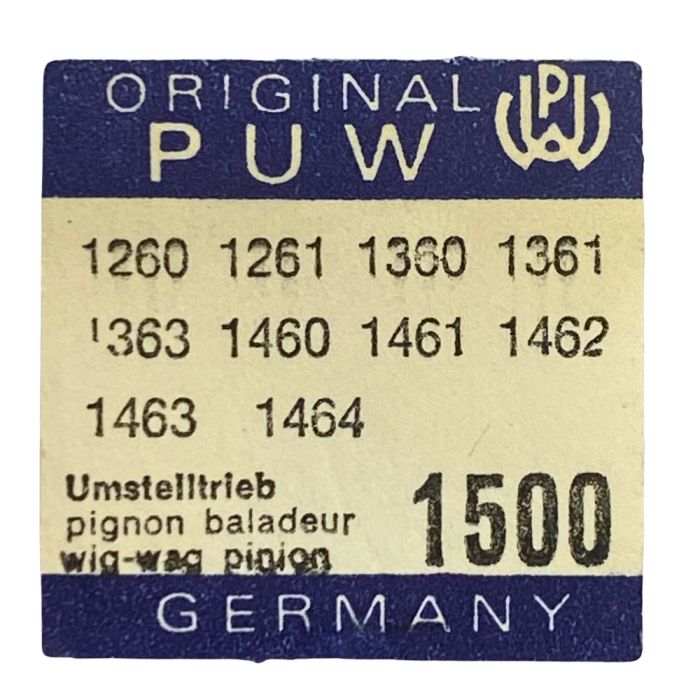 ORIGINAL
PUW
PUW
1260 1261 1360 1361
1363 1460 1461 1462
1463 1464
Umstelltrieb
pignon baladeur
wig-wag pinion
1500
GERMANY